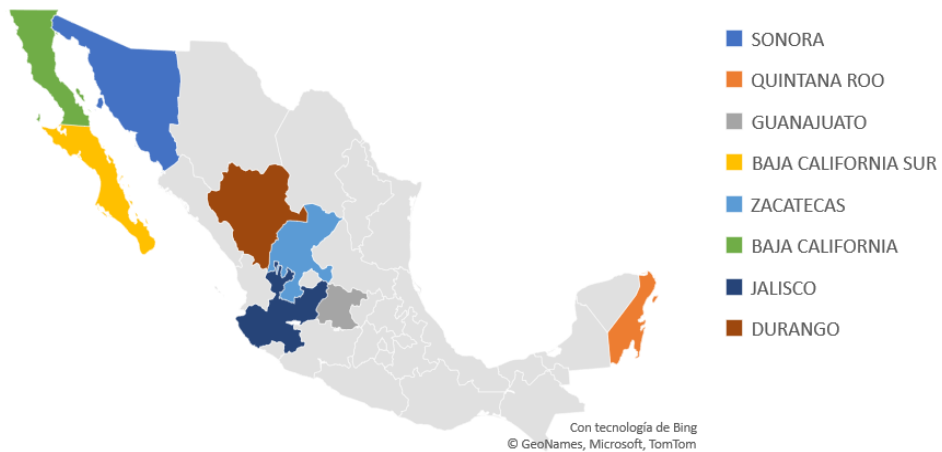 SONORA
QUINTANA ROO
GUANAJUATO
BAJA CALIFORNIA SUR
ZACATECAS
BAJA CALIFORNIA
JALISCO
DURANGO
Con tecnología de Bing
© GeoNames, Microsoft, TomTom